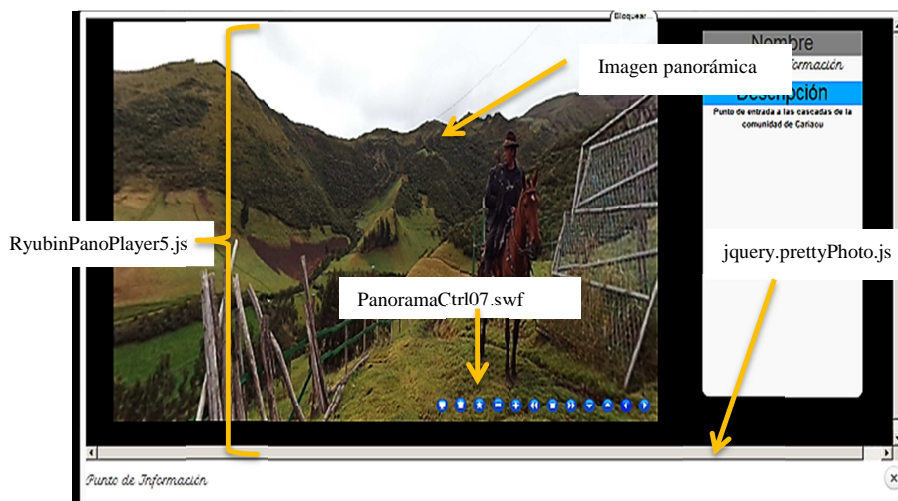 Bloquear...
Nombre
Información
Imagen panorámica
Descripción
Punto de entrada a las cascadas de la
comunidad de Cariacu
RyubinPanoPlayer5.js
jquery.prettyPhoto.js
PanoramaCtrl07.swf
Punto de Información